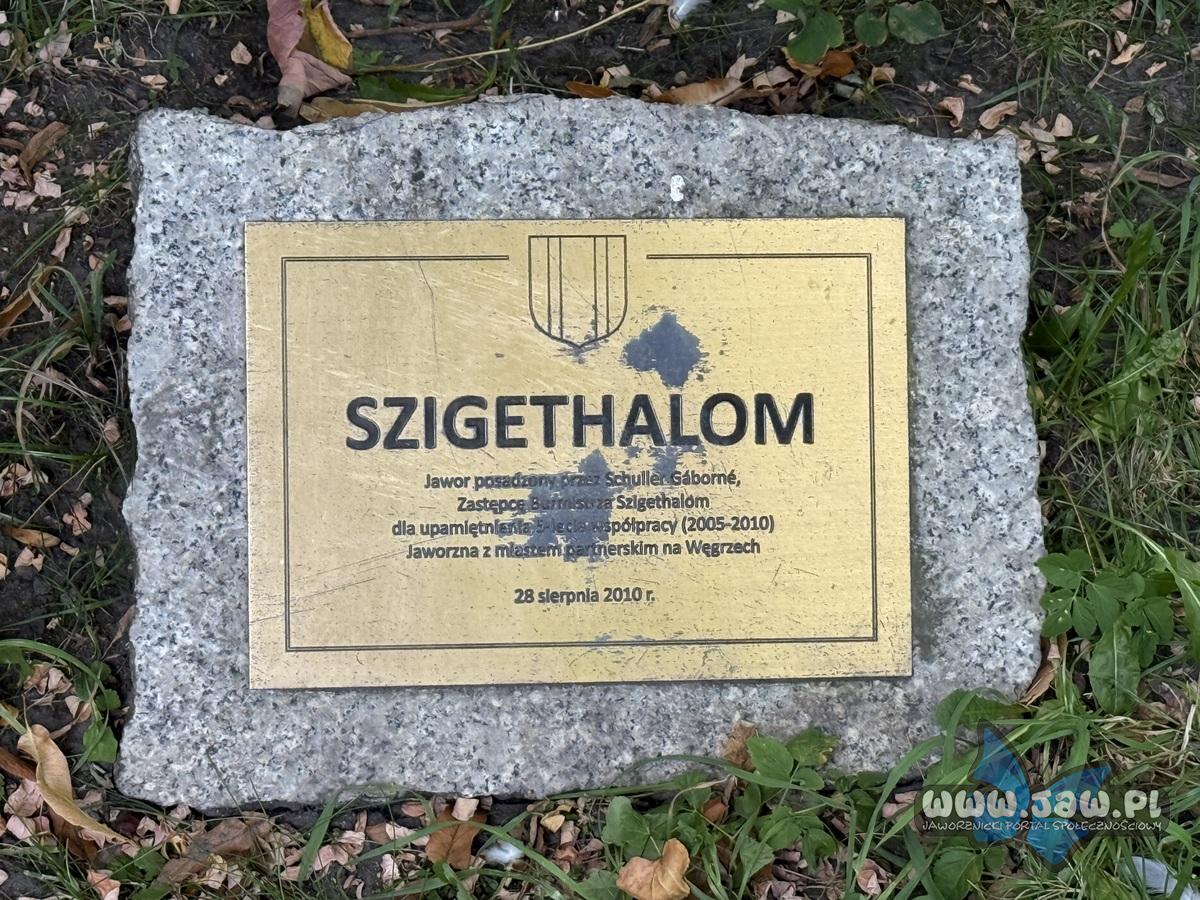 SZIGETHALOM
Jawor posadzony przez Schuller Gáborné,
Zastępcę Burmistrza Szigethalom
dla upamiętnienia 5-lecia współpracy (2005-2010)
Jaworzna z miastem partnerskim na Węgrzech
28 sierpnia 2010 r.
www.JAW.PL
JAWORZNICKI PORTAL SPOŁECZNOŚCIOWY